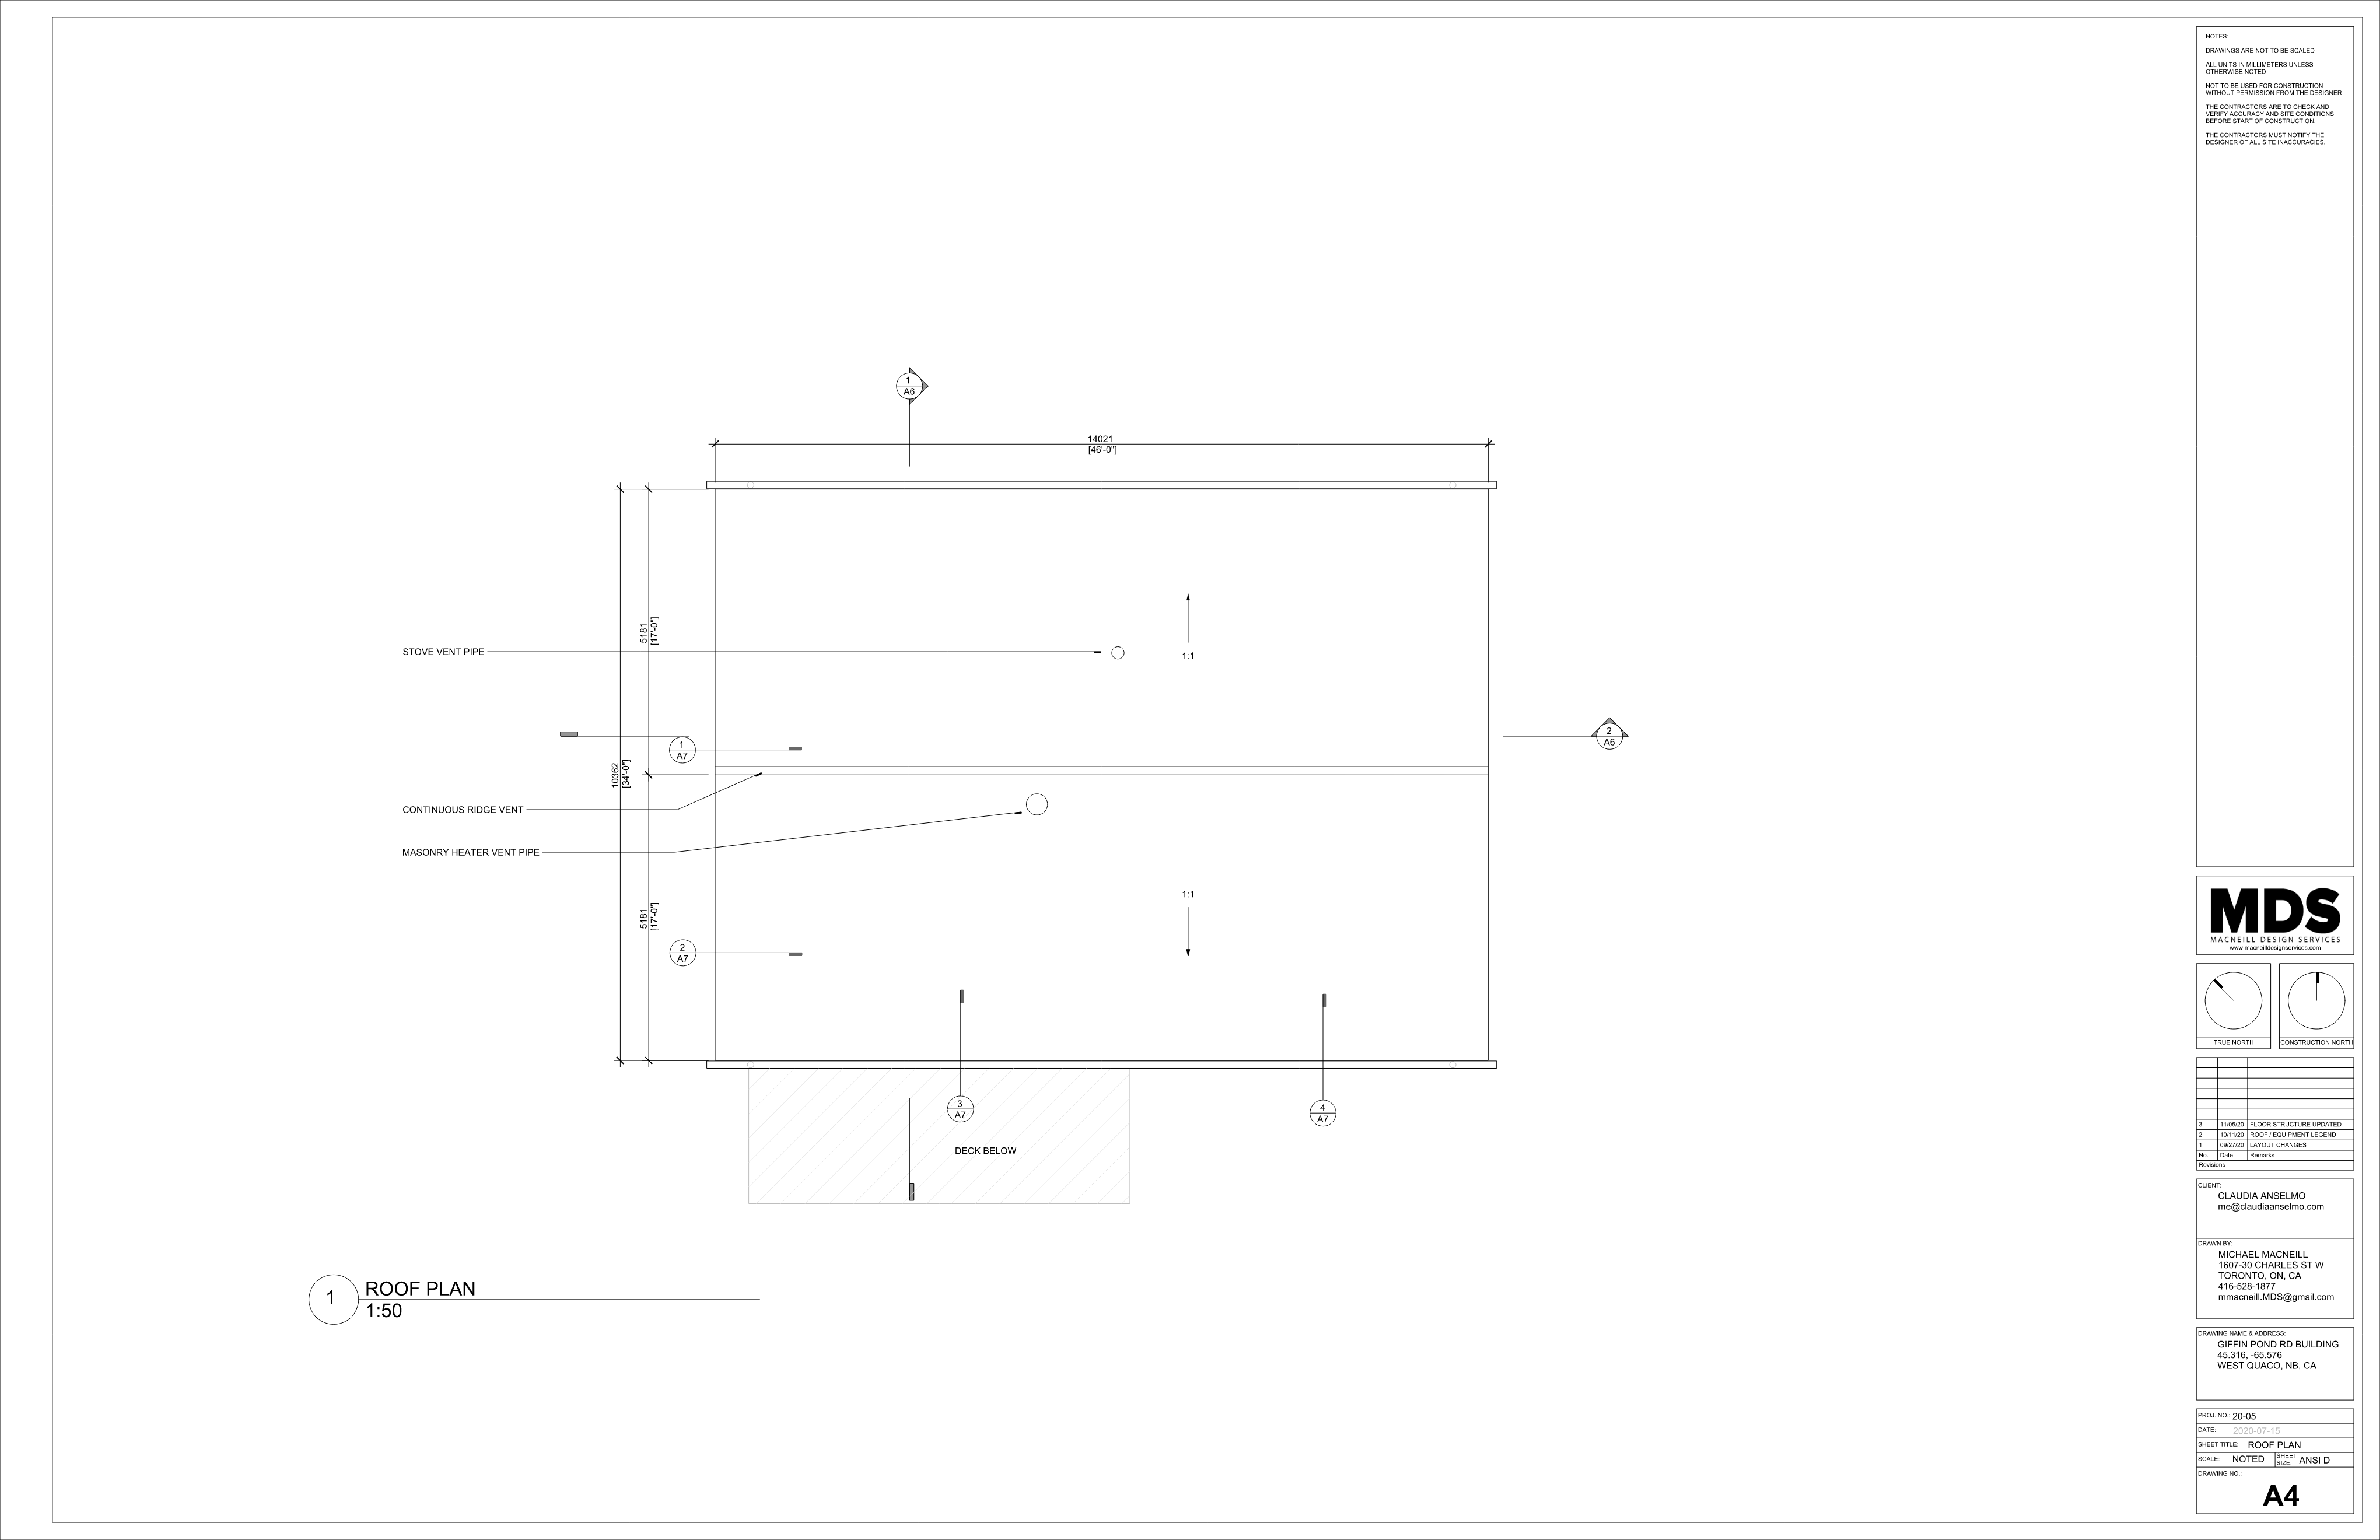 NOTES:
DRAWINGS ARE NOT TO BE SCALED
ALL UNITS IN MILLIMETERS UNLESS
OTHERWISE NOTED
NOT TO BE USED FOR CONSTRUCTION
WITHOUT PERMISSION FROM THE DESIGNER
THE CONTRACTORS ARE TO CHECK AND
VERIFY ACCURACY AND SITE CONDITIONS
BEFORE START OF CONSTRUCTION.
THE CONTRACTORS MUST NOTIFY THE
DESIGNER OF ALL SITE INACCURACIES.
1
A6
14021
[46'-0"]
5181
[17'-0"]
STOVE VENT PIPE
1:1
2
A6
1
A7
10362
[34'-0"]
CONTINUOUS RIDGE VENT
MASONRY HEATER VENT PIPE
1:1
5181
[17'-0"]
2
A7
3
A7
4
A7
DECK BELOW
1
ROOF PLAN
1:50
MDS
MACNEILL DESIGN SERVICES
www.macneilldesignservices.com
TRUE NORTH
CONSTRUCTION NORTH
3 11/05/20 FLOOR STRUCTURE UPDATED
2 10/11/20 ROOF / EQUIPMENT LEGEND
1 09/27/20 LAYOUT CHANGES
No. Date Remarks
Revisions
CLIENT:
CLAUDIA ANSELMO
me@claudiaanselmo.com
DRAWN BY:
MICHAEL MACNEILL
1607-30 CHARLES ST W
TORONTO, ON, CA
416-528-1877
mmacneill.MDS@gmail.com
DRAWING NAME & ADDRESS:
GIFFIN POND RD BUILDING
45.316, -65.576
WEST QUACO, NB, CA
PROJ. NO.: 20-05
DATE: 2020-07-15
SHEET TITLE: ROOF PLAN
SCALE: NOTED SHEET SIZE: ANSI D
DRAWING NO.:
A4